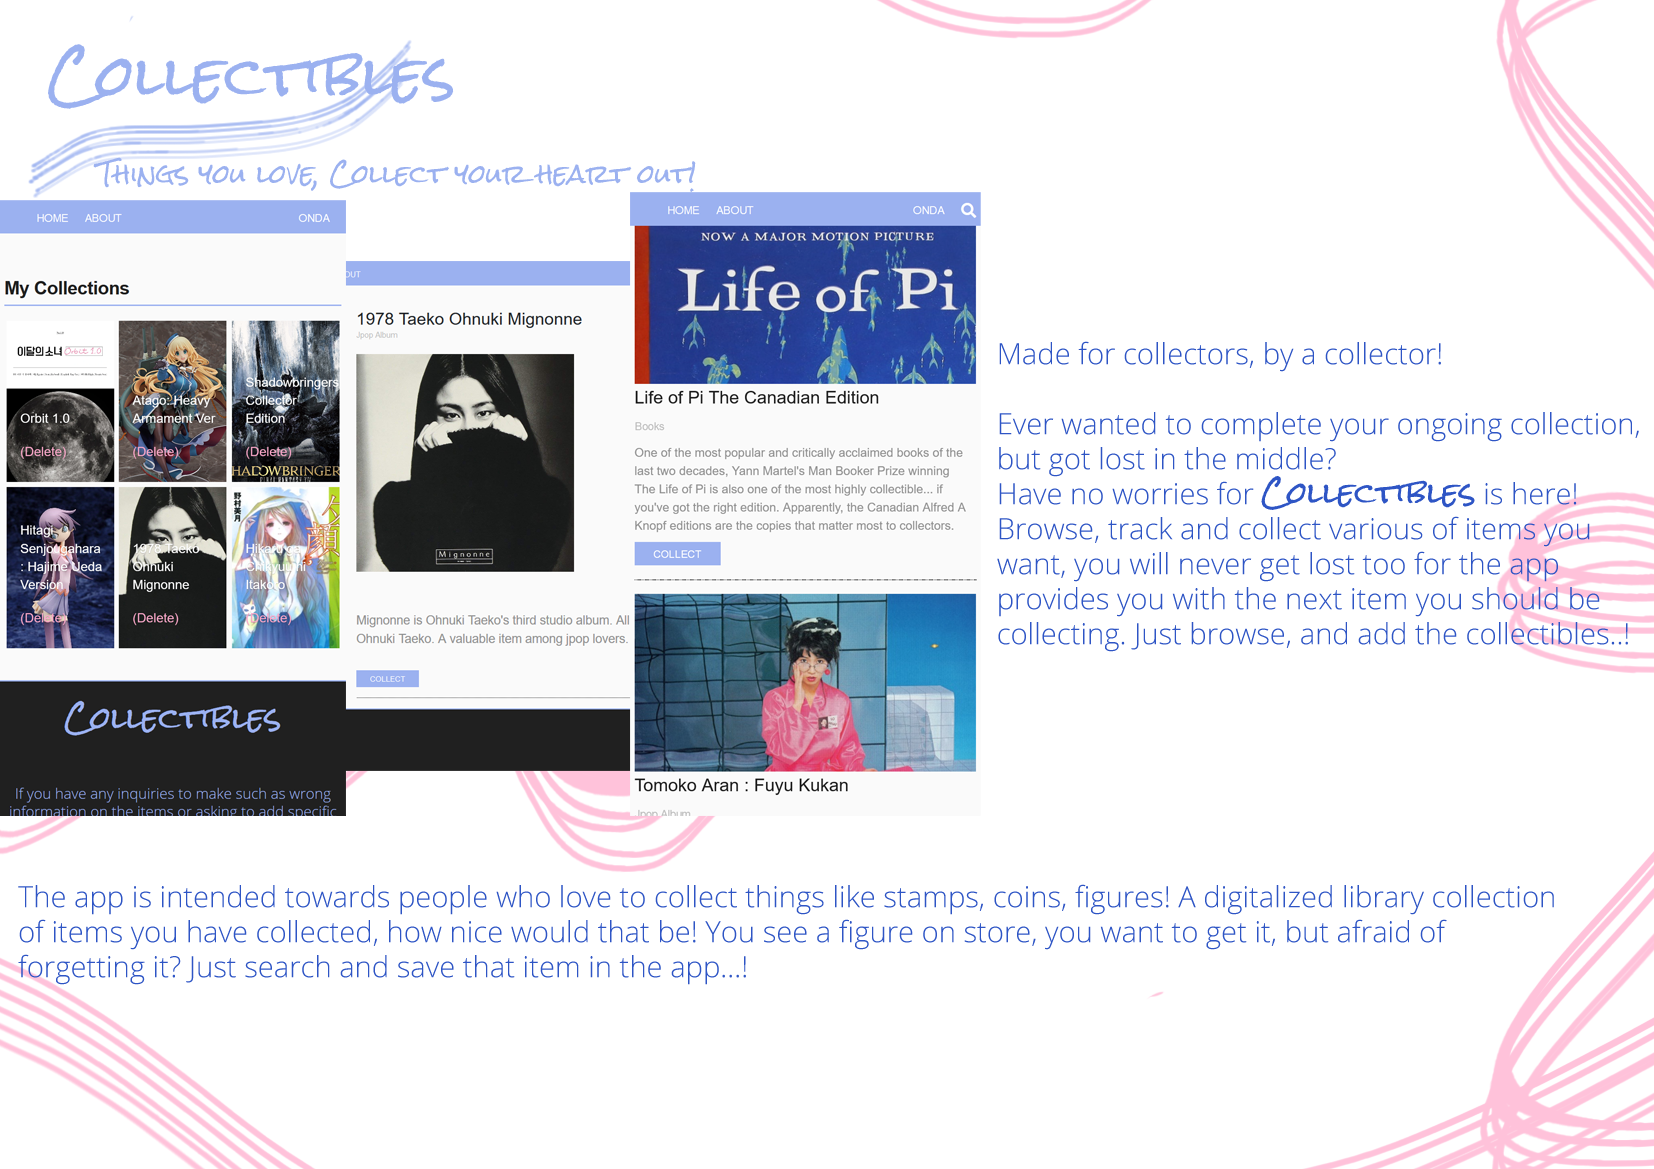 Collectibles
Things you love, Collect your heart out!
HOME ABOUT ONDA
My Collections
이달의 소녀 Orbit 1.0
Orbit 1.0
(Delete)
Atago: Heavy
Armament Ver
(Delete)
Shadowbringers
Collector
Edition
(Delete)
SHADOWBRINGER
Hitagi
Senjougahara
: Hajime Ueda
Version
(Delete)
1978 Taeko
Ohnuki
Mignonne
(Delete)
野村美月
Hikaru ga
Itakoro
(Delete)
Collectibles
If you have any inquiries to make such as wrong
information on the items or asking to add specific
OUT
1978 Taeko Ohnuki Mignonne
Jpop Album
Mignonne
Mignonne is Ohnuki Taeko's third studio album. All
Ohnuki Taeko. A valuable item among jpop lovers.
COLLECT
HOME ABOUT ONDA
NOW A MAJOR MOTION PICTURE
Life of Pi
Life of Pi The Canadian Edition
Books
One of the most popular and critically acclaimed books of the
last two decades, Yann Martel's Man Booker Prize winning
The Life of Pi is also one of the most highly collectible... if
you've got the right edition. Apparently, the Canadian Alfred A
Knopf editions are the copies that matter most to collectors.
COLLECT
Tomoko Aran : Fuyu Kukan
Jpop Album
Made for collectors, by a collector!
Ever wanted to complete your ongoing collection,
but got lost in the middle?
Have no worries for Collectibles is here!
Browse, track and collect various of items you
want, you will never get lost too for the app
provides you with the next item you should be
collecting. Just browse, and add the collectibles..!
The app is intended towards people who love to collect things like stamps, coins, figures! A digitalized library collection
of items you have collected, how nice would that be! You see a figure on store, you want to get it, but afraid of
forgetting it? Just search and save that item in the app...!